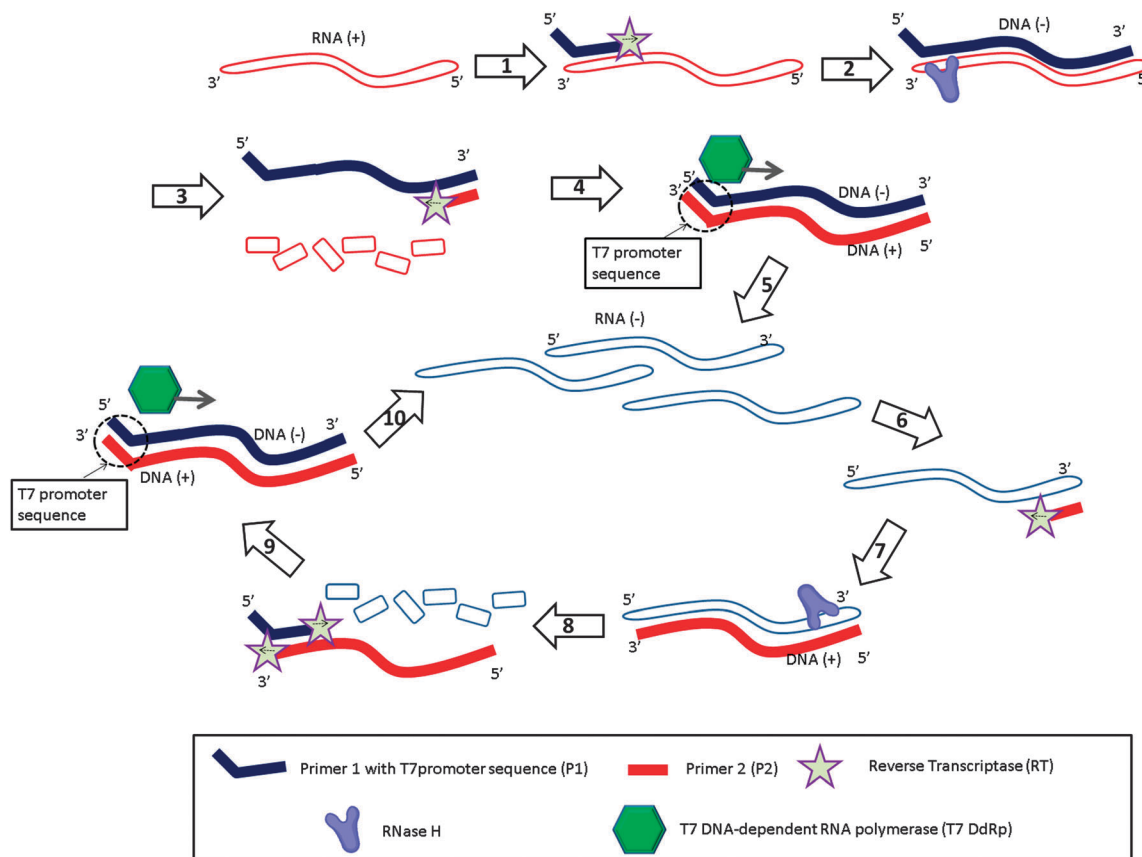 RNA (+)
3’
5’
1
5’
3’
5’
2
5’
DNA (-)
3’
3’
5’
3
5’
3’
4
5’
3’
DNA (-)
3’
DNA (+)
5’
T7 promoter
sequence
5
RNA (-)
5’
3’
6
5’
3’
7
5’
3’
3’
DNA (+)
5’
8
5’
3’
5’
9
5’
3’
DNA (-)
3’
DNA (+)
5’
T7 promoter
sequence
10
Primer 1 with T7promoter sequence (P1)
Primer 2 (P2)
Reverse Transcriptase (RT)
RNase H
T7 DNA-dependent RNA polymerase (T7 DdRp)